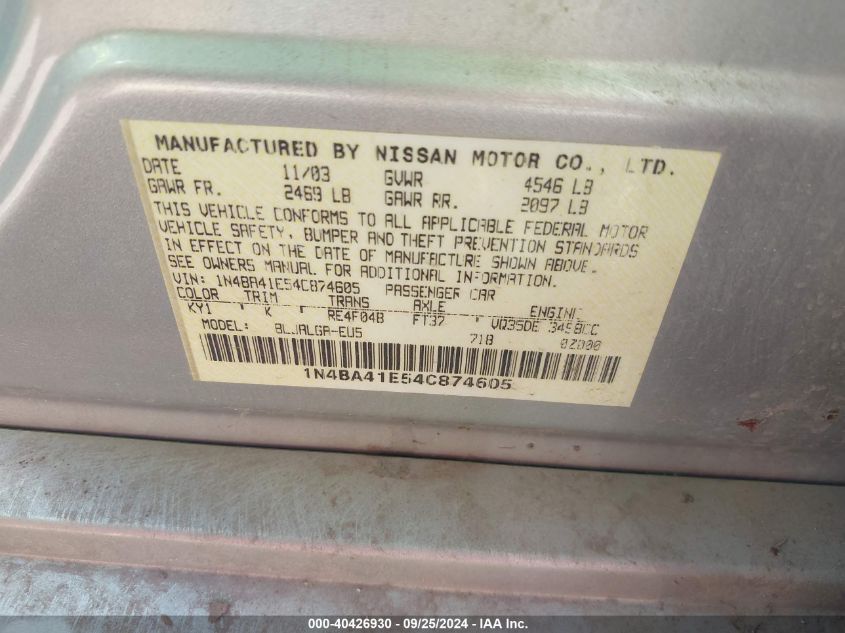 MANUFACTURED BY NISSAN MOTOR CO., LTD.
DATE 11/03 GVWR 4546 LB
GAWR FR. 2469 LB GAWR RR. 2097 LB
THIS VEHICLE CONFORMS TO ALL APPLICABLE FEDERAL MOTOR
VEHICLE SAFETY, BUMPER AND THEFT PREVENTION STANDARDS
IN EFFECT ON THE DATE OF MANUFACTURE SHOWN ABOVE.
SEE OWNERS MANUAL FOR ADDITIONAL INFORMATION.
VIN: 1N4BA41E54C874605 PASSENGER CAR
COLOR TRIM TRANS AXLE ENGINE
KY1 K RE4F04B FT37 VQ35DE 3498CC
MODEL: 718 0Z000
1N4BA41E54C874605
000-40426930 - 09/25/2024 - IAA Inc.